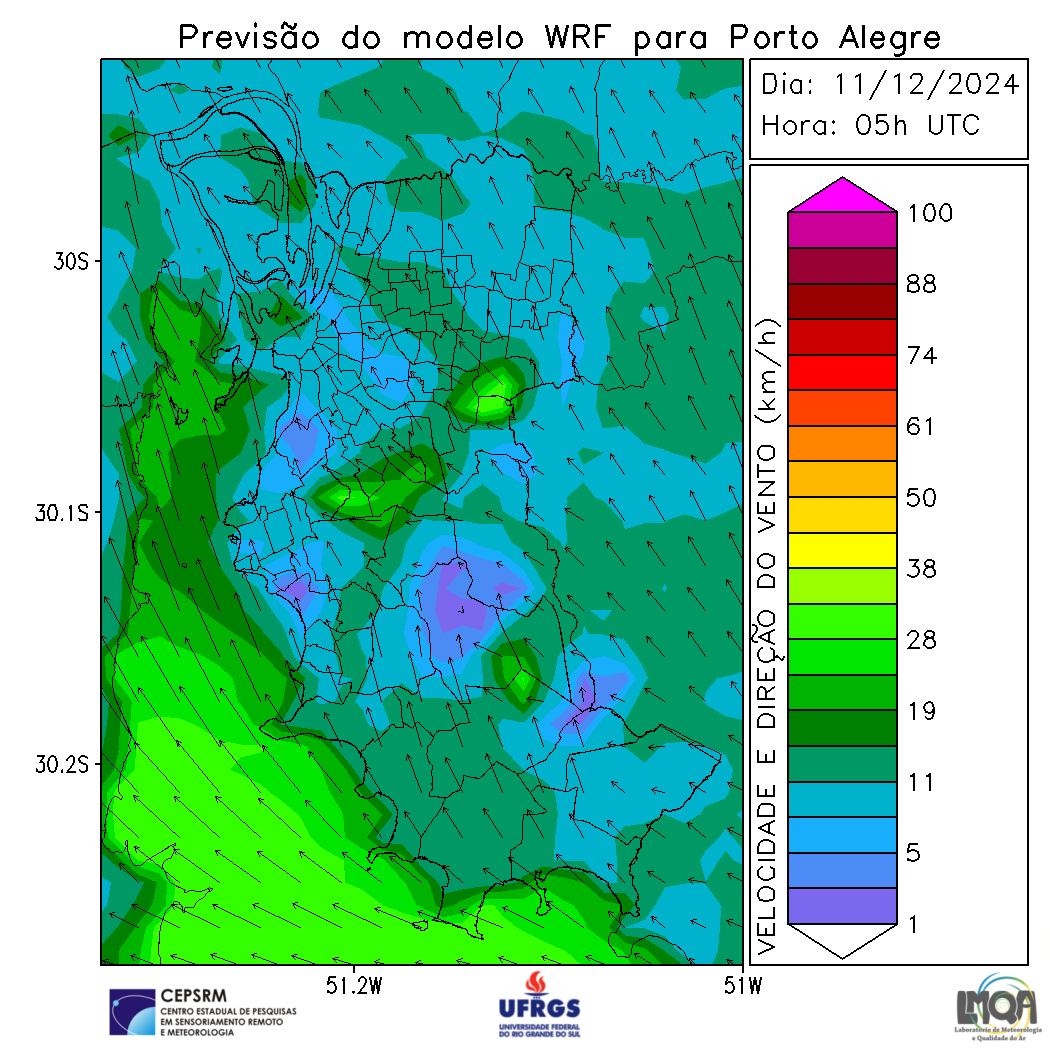 Previsão do modelo WRF para Porto Alegre
Dia: 11/12/2024
Hora: 05h UTC
30S
30.1S
30.2S
51.2W
51W
VELOCIDADE E DIREÇÃO DO VENTO (km/h)
100
88
74
61
50
38
28
19
11
5
1
CEPSRM
CENTRO ESTADUAL DE PESQUISAS
EM SENSORIAMENTO REMOTO
E METEOROLOGIA
UFRGS
UNIVERSIDADE FEDERAL
DO RIO GRANDE DO SUL
LMQA
Laboratório de Meteorologia
e Qualidade do Ar